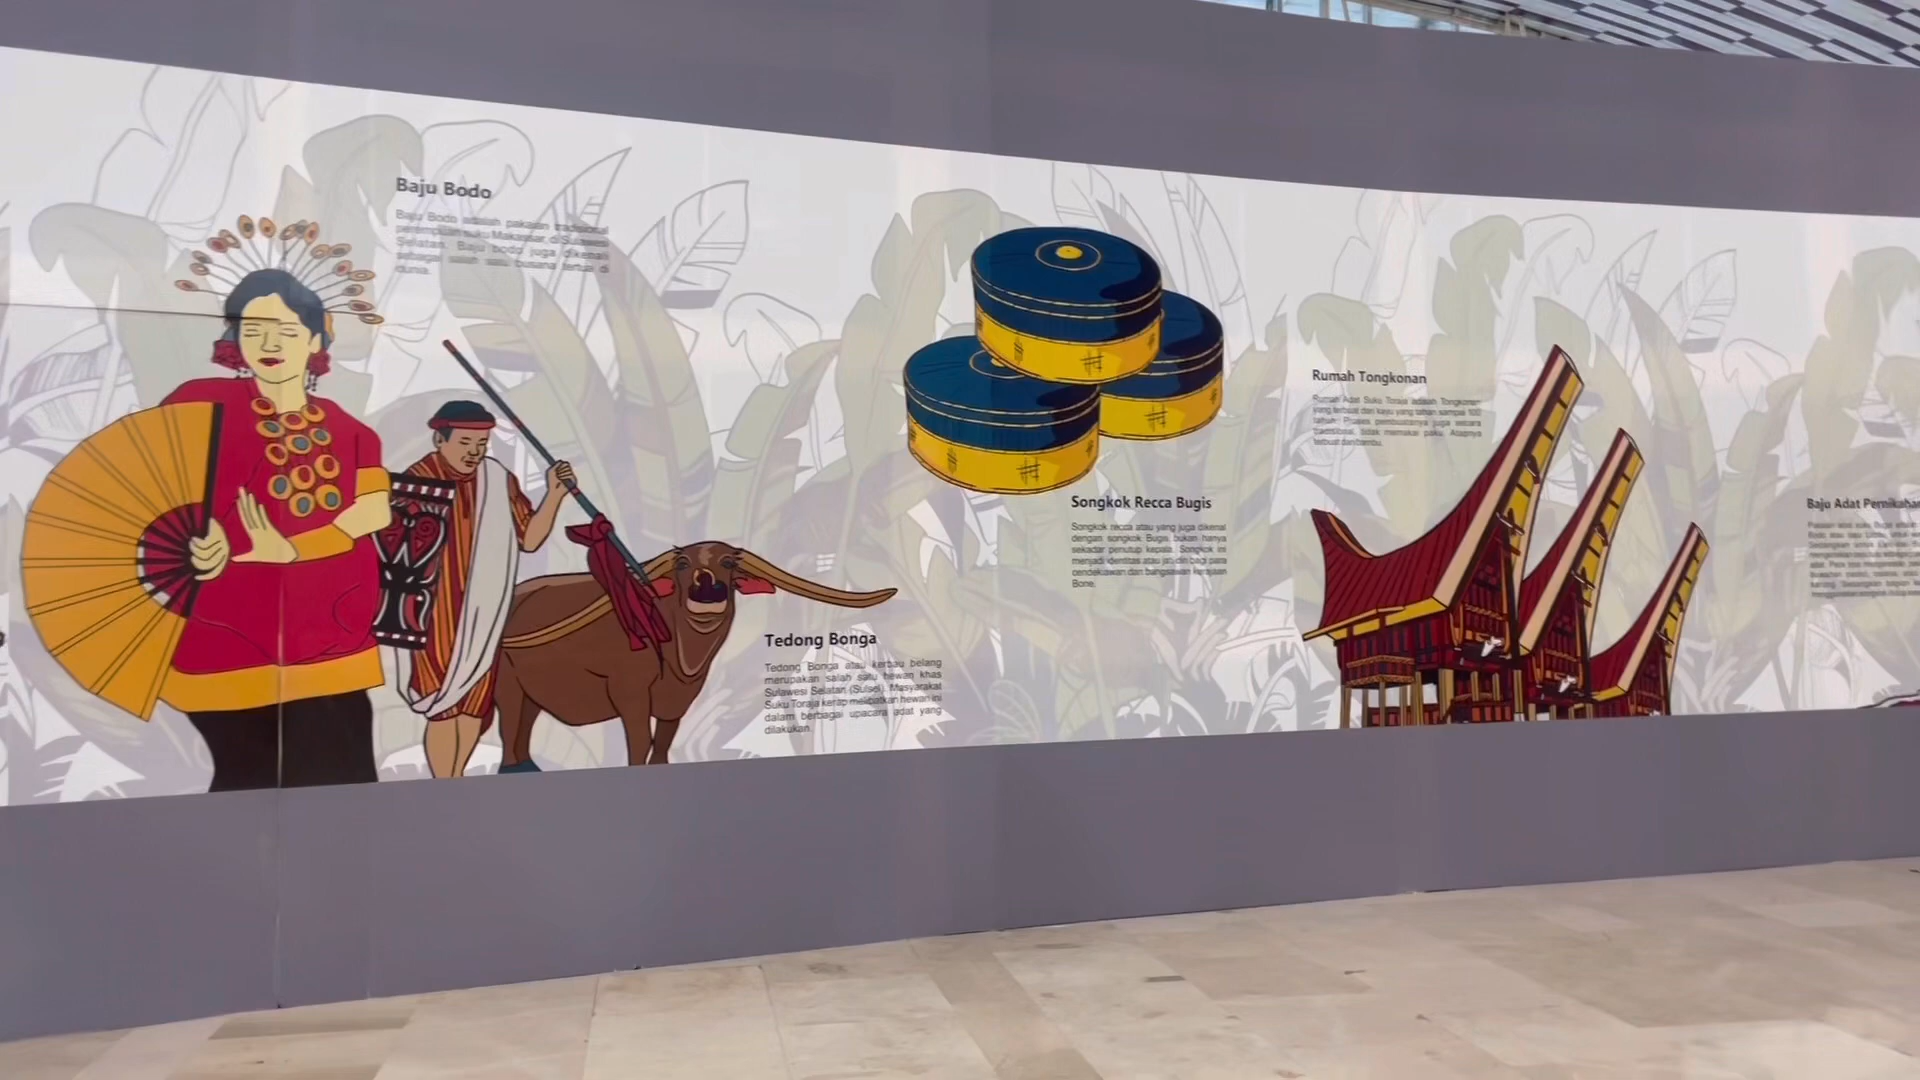 Baju Bodo
Baju Bodo adalah pakaian tradisional
perempuan suku Makassar, di Sulawesi
Selatan. Baju bodo juga dikenal
sebagai salah satu busana tertua di
dunia.
Tedong Bonga
Tedong Bonga atau kerbau belang
merupakan salah satu hewan khas
Sulawesi Selatan (Sulsel). Masyarakat
Suku Toraja kerap melibatkan hewan ini
dalam berbagai upacara adat yang
dilakukan.
Songkok Recca Bugis
Songkok recca atau yang juga dikenal
dengan songkok Bugis bukan hanya
sekadar penutup kepala. Songkok ini
menjadi identitas atau jati diri bagi para
cendekiawan dan bangsawan kerajaan
Bone.
Rumah Tongkonan
Rumah Adat Suku Toraja adalah Tongkonan
yang terbuat dari kayu yang tahan sampai 100
tahun. Proses pembuatanya juga secara
tradisional, tidak memakai paku. Atapnya
terbuat dari bambu.
Baju Adat Pernikahan